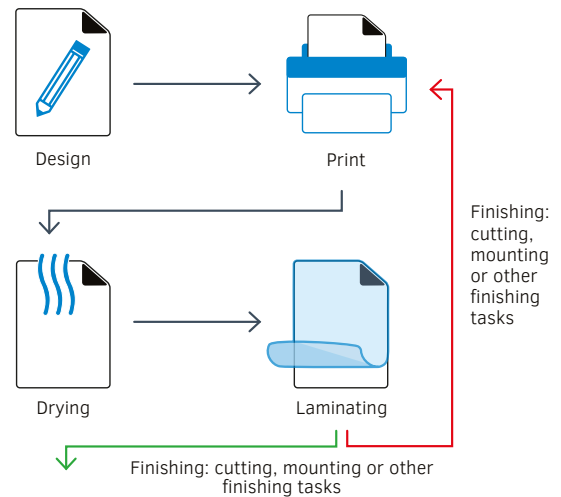 Design
Print
Finishing:
cutting,
mounting
or other
finishing
tasks
Drying
Laminating
Finishing: cutting, mounting or other
finishing tasks